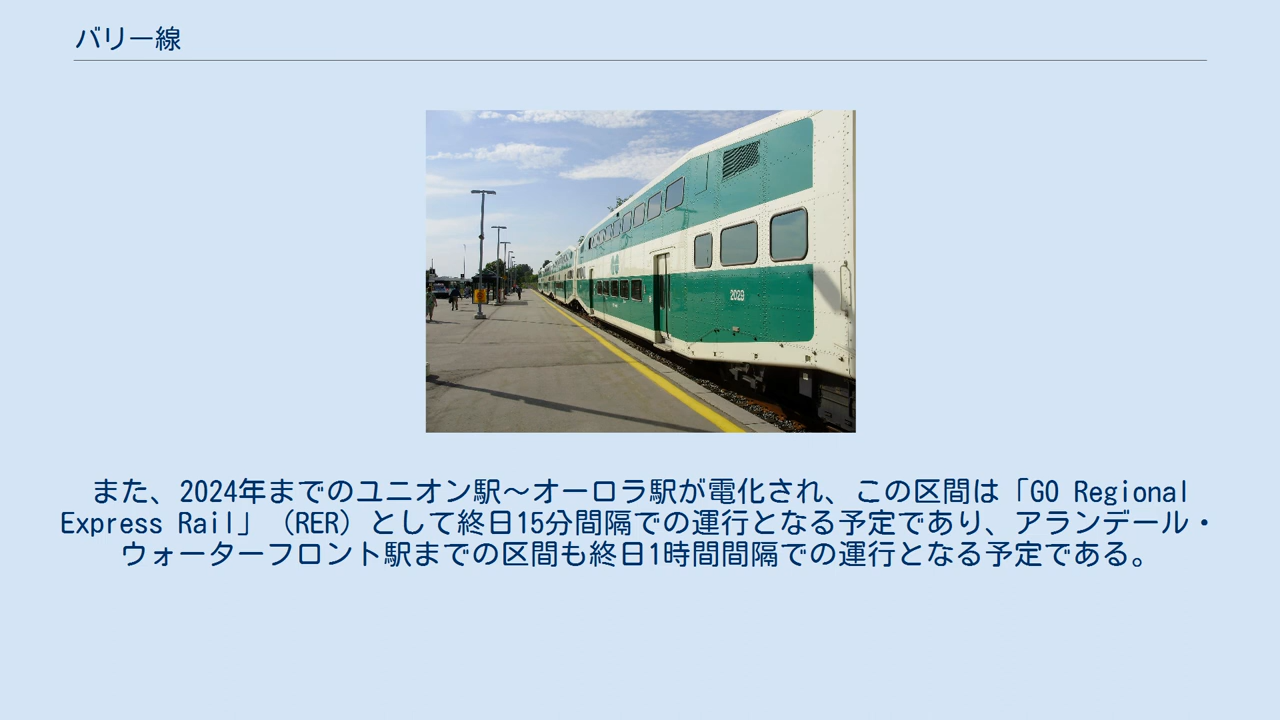 バリー線
2029
また、2024年までのユニオン駅～オーロラ駅が電化され、この区間は「GO Regional
Express Rail」（RER）として終日15分間隔での運行となる予定であり、アランデール・
ウォーターフロント駅までの区間も終日1時間間隔での運行となる予定である。